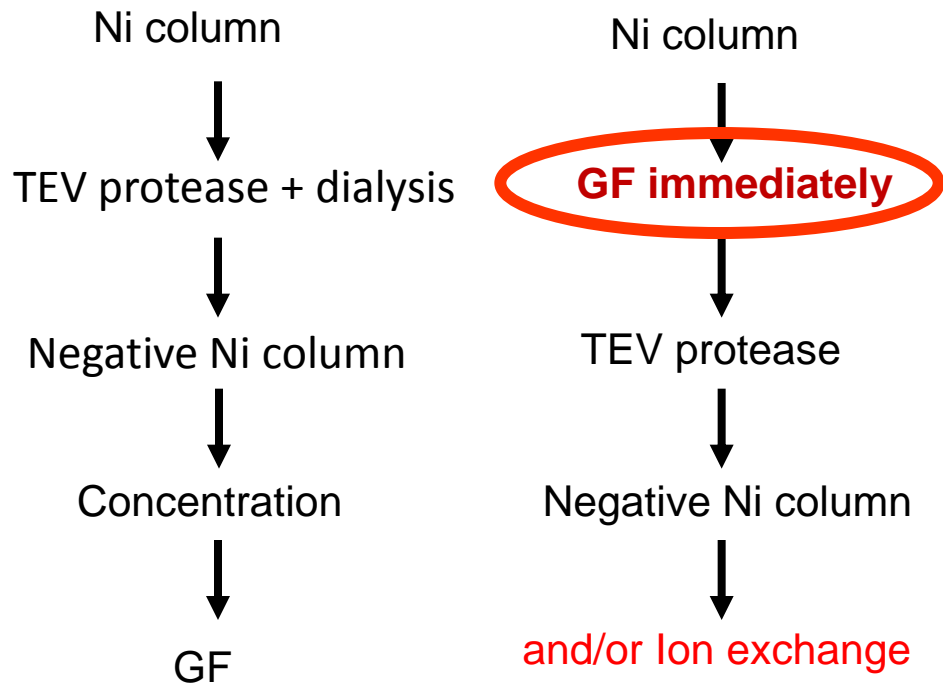 Ni column
TEV protease + dialysis
Negative Ni column
Concentration
GF
Ni column
GF immediately
TEV protease
Negative Ni column
and/or Ion exchange